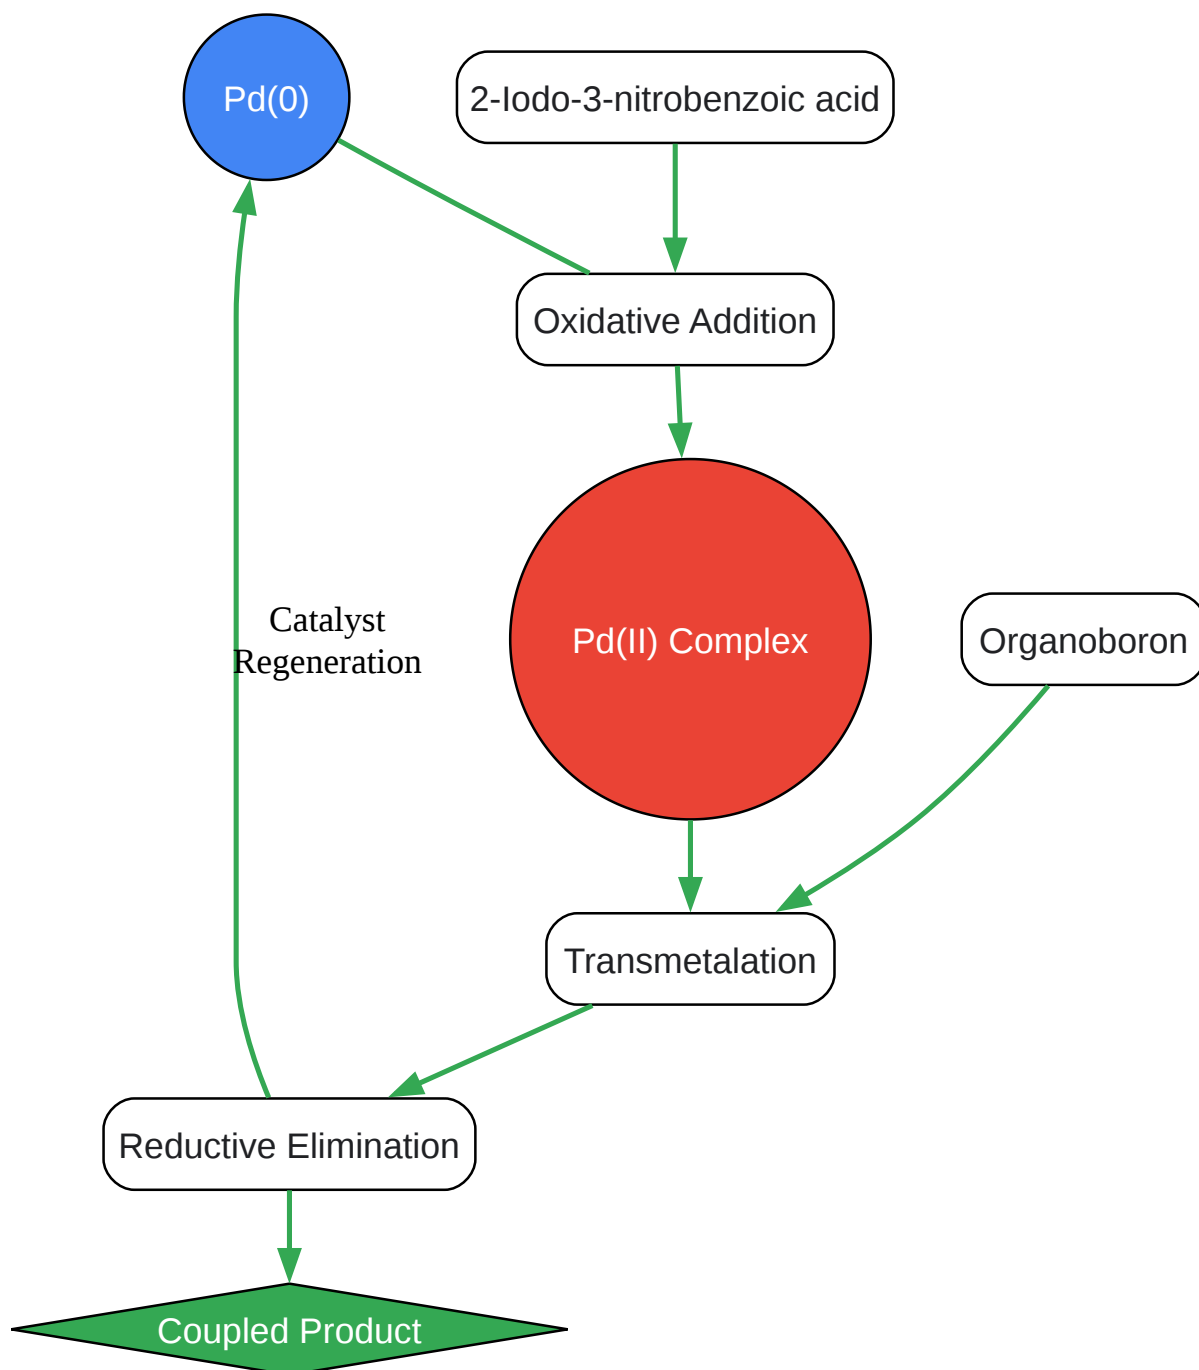 Pd(0)
2-Iodo-3-nitrobenzoic acid
Oxidative Addition
Catalyst
Regeneration
Pd(II) Complex
Organoboron
Transmetalation
Reductive Elimination
Coupled Product